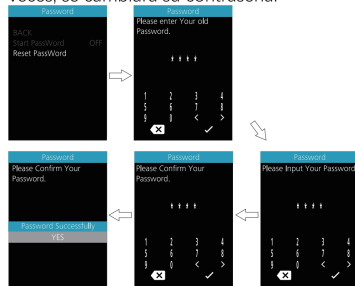 Password
BACK
Start PassWord OFF
Reset PassWord
Password
Please enter Your old
Password.
* * * *
1 2 3 4
5 6 7 8
9 0 < >
Password
Please Input Your Password
* * * *
1 2 3 4
5 6 7 8
9 0 < >
Password
Please Confirm Your
Password.
* * * *
1 2 3 4
5 6 7 8
9 0 < >
Password
Please Confirm Your
Password.
* * * *
Password Successfully
YES